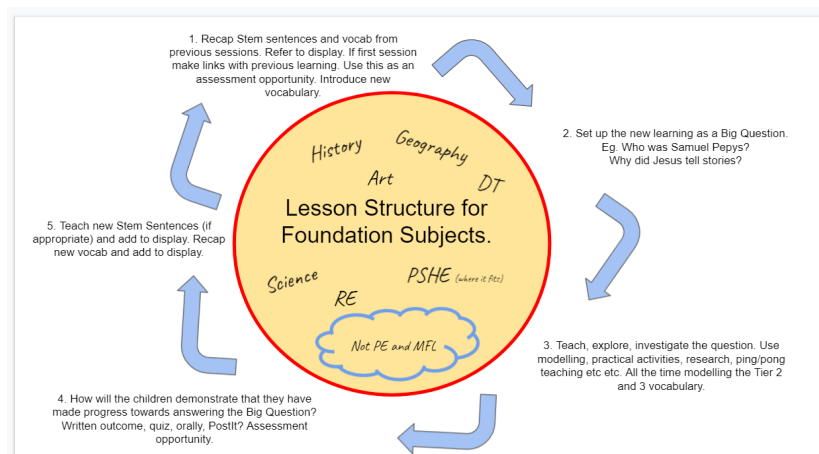 1. Recap Stem sentences and vocab from
previous sessions. Refer to display. If first session
make links with previous learning. Use this as an
assessment opportunity. Introduce new
vocabulary.
2. Set up the new learning as a Big Question.
Eg. Who was Samuel Pepys?
Why did Jesus tell stories?
3. Teach, explore, investigate the question. Use
modelling, practical activities, research, ping/pong
teaching etc etc. All the time modelling the Tier 2
and 3 vocabulary.
4. How will the children demonstrate that they have
made progress towards answering the Big Question?
Written outcome, quiz, orally, PostIt? Assessment
opportunity.
5. Teach new Stem Sentences (if
appropriate) and add to display. Recap
new vocab and add to display.
History
Geography
Art
DT
Lesson Structure for
Foundation Subjects.
Science
RE
PSHE (where it fits)
Not PE and MFL